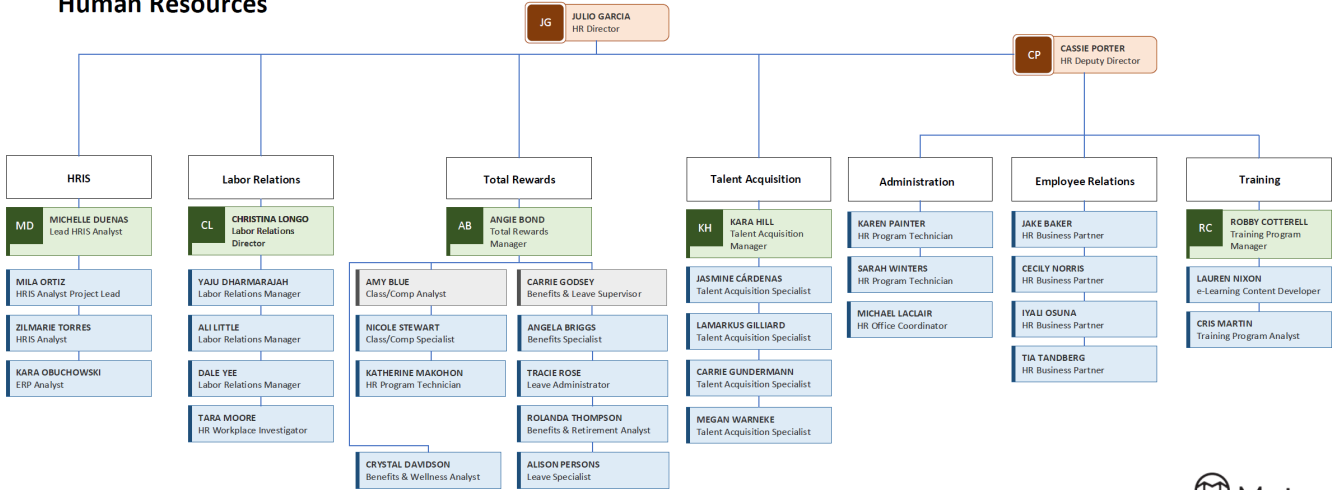 Human Resources
JG
JULIO GARCIA
HR Director
CP
CASSIE PORTER
HR Deputy Director
HRIS
MD
MICHELLE DUENAS
Lead HRIS Analyst
MILA ORTIZ
HRIS Analyst Project Lead
ZILMARIE TORRES
HRIS Analyst
KARA OBUCHOWSKI
ERP Analyst
Labor Relations
CL
CHRISTINA LONGO
Labor Relations
Director
YAJU DHARMARAJAH
Labor Relations Manager
ALI LITTLE
Labor Relations Manager
DALE YEE
Labor Relations Manager
TARA MOORE
HR Workplace Investigator
Total Rewards
AB
ANGIE BOND
Total Rewards
Manager
AMY BLUE
Class/Comp Analyst
NICOLE STEWART
Class/Comp Specialist
KATHERINE MAKOHON
HR Program Technician
CRYSTAL DAVIDSON
Benefits & Wellness Analyst
CARRIE GODSEY
Benefits & Leave Supervisor
ANGELA BRIGGS
Benefits Specialist
TRACIE ROSE
Leave Administrator
ROLANDA THOMPSON
Benefits & Retirement Analyst
ALISON PERSONS
Leave Specialist
Talent Acquisition
KH
KARA HILL
Talent Acquisition
Manager
JASMINE CÁRDENAS
Talent Acquisition Specialist
LAMARKUS GILLIARD
Talent Acquisition Specialist
CARRIE GUNDERMANN
Talent Acquisition Specialist
MEGAN WARNEKE
Talent Acquisition Specialist
Administration
KAREN PAINTER
HR Program Technician
SARAH WINTERS
HR Program Technician
MICHAEL LACLAIR
HR Office Coordinator
Employee Relations
JAKE BAKER
HR Business Partner
CECILY NORRIS
HR Business Partner
IYALI OSUNA
HR Business Partner
TIA TANDBERG
HR Business Partner
Training
RC
ROBBY COTTERELL
Training Program
Manager
LAUREN NIXON
e-Learning Content Developer
CRIS MARTIN
Training Program Analyst